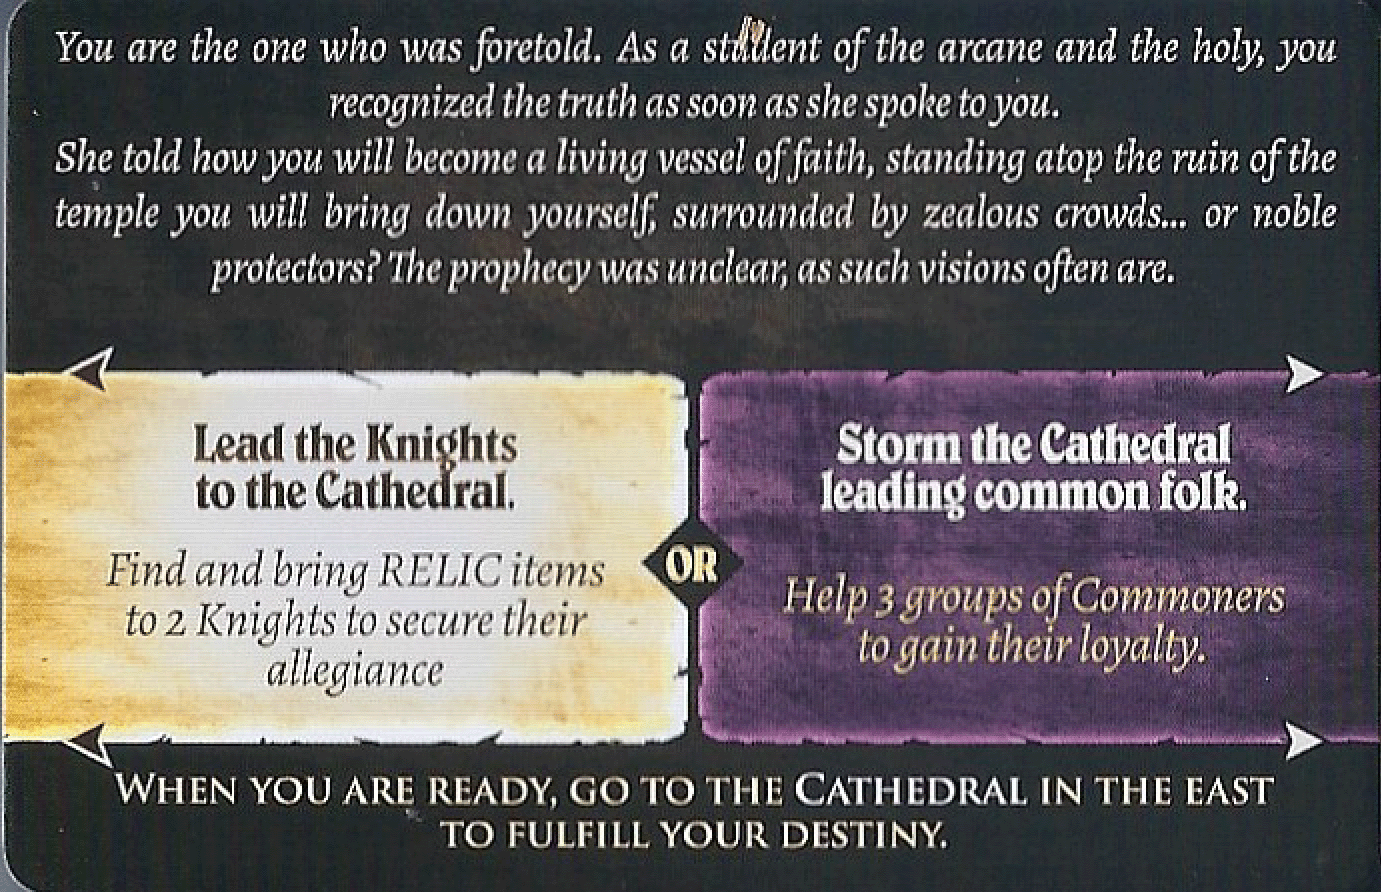 You are the one who was foretold. As a student of the arcane and the holy, you
recognized the truth as soon as she spoke to you.
She told how you will become a living vessel of faith, standing atop the ruin of the
temple you will bring down yourself, surrounded by zealous crowds... or noble
protectors? The prophecy was unclear, as such visions often are.
Lead the Knights
to the Cathedral.
Find and bring RELIC items
to 2 Knights to secure their
allegiance
OR
Storm the Cathedral
leading common folk.
Help 3 groups of Commoners
to gain their loyalty.
WHEN YOU ARE READY, GO TO THE CATHEDRAL IN THE EAST
TO FULFILL YOUR DESTINY.